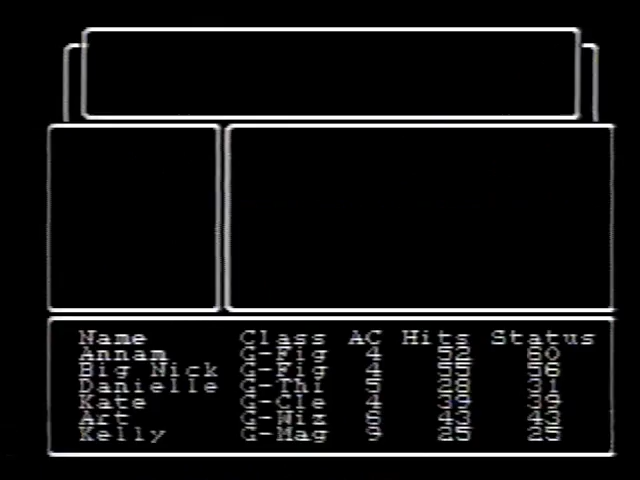 Name Class AC Hits Status
Annam G-Fig 4 52 60
Big Nick G-Fig 4 55 56
Danielle G-Thi 5 28 31
Kate G-Cle 4 39 39
Art G-Wiz 6 43 43
Kelly G-Mag 9 25 25